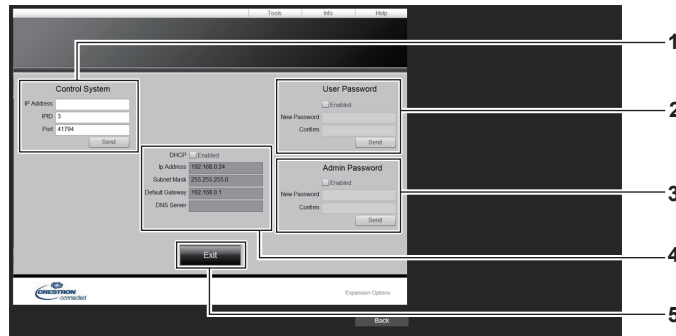 Tools Info Help
1
Control System
IP Address
IPID 3
Port 41794
Send
User Password
Enabled
New Password
Confirm
Send
2
DHCP Enabled
Ip Address 192.168.0.24
Subnet Mask 255.255.255.0
Default Gateway 192.168.0.1
DNS Server
Admin Password
Enabled
New Password
Confirm
Send
3
4
Exit
CRESTRON
connected
Expansion Options
5
Back